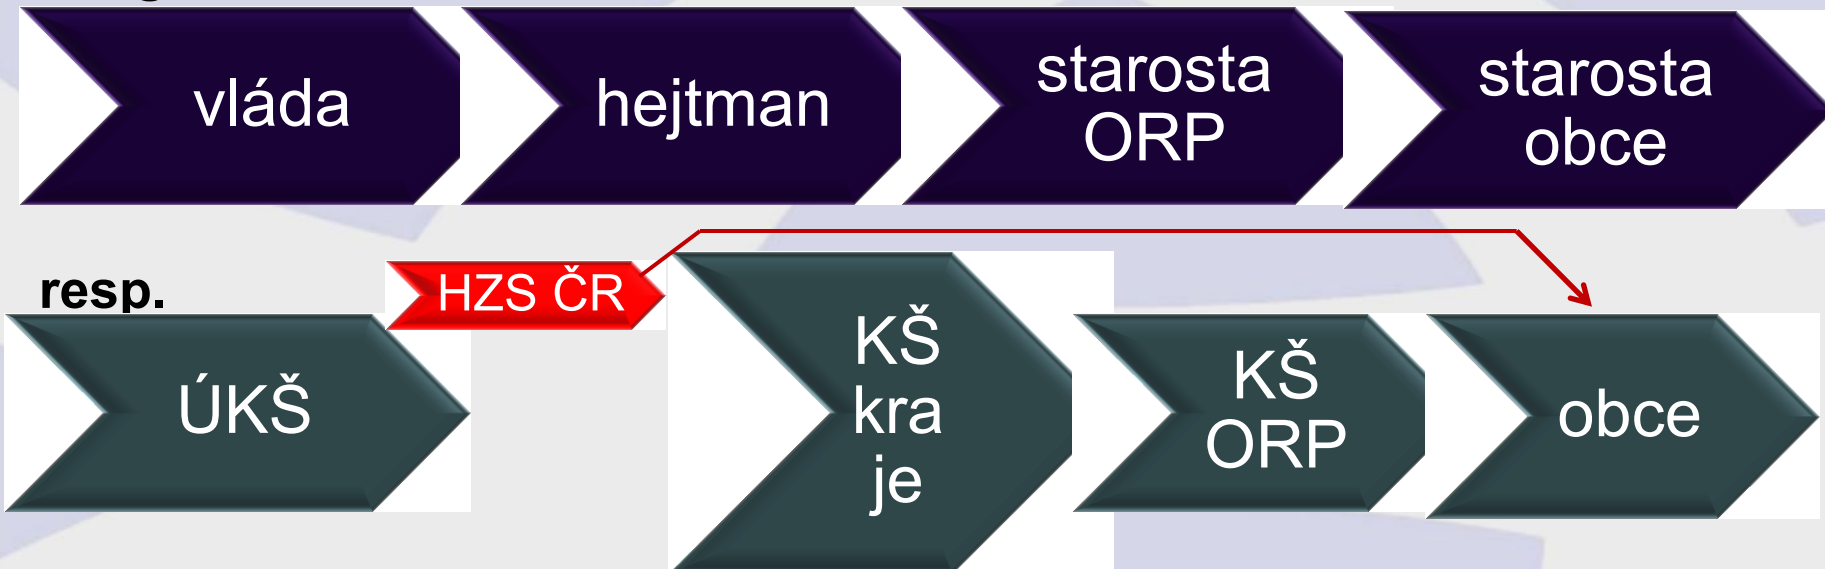 vláda
hejtman
starosta
ORP
starosta
obce
resp.
HZS ČR
ÚKŠ
KŠ
kra
je
KŠ
ORP
obce